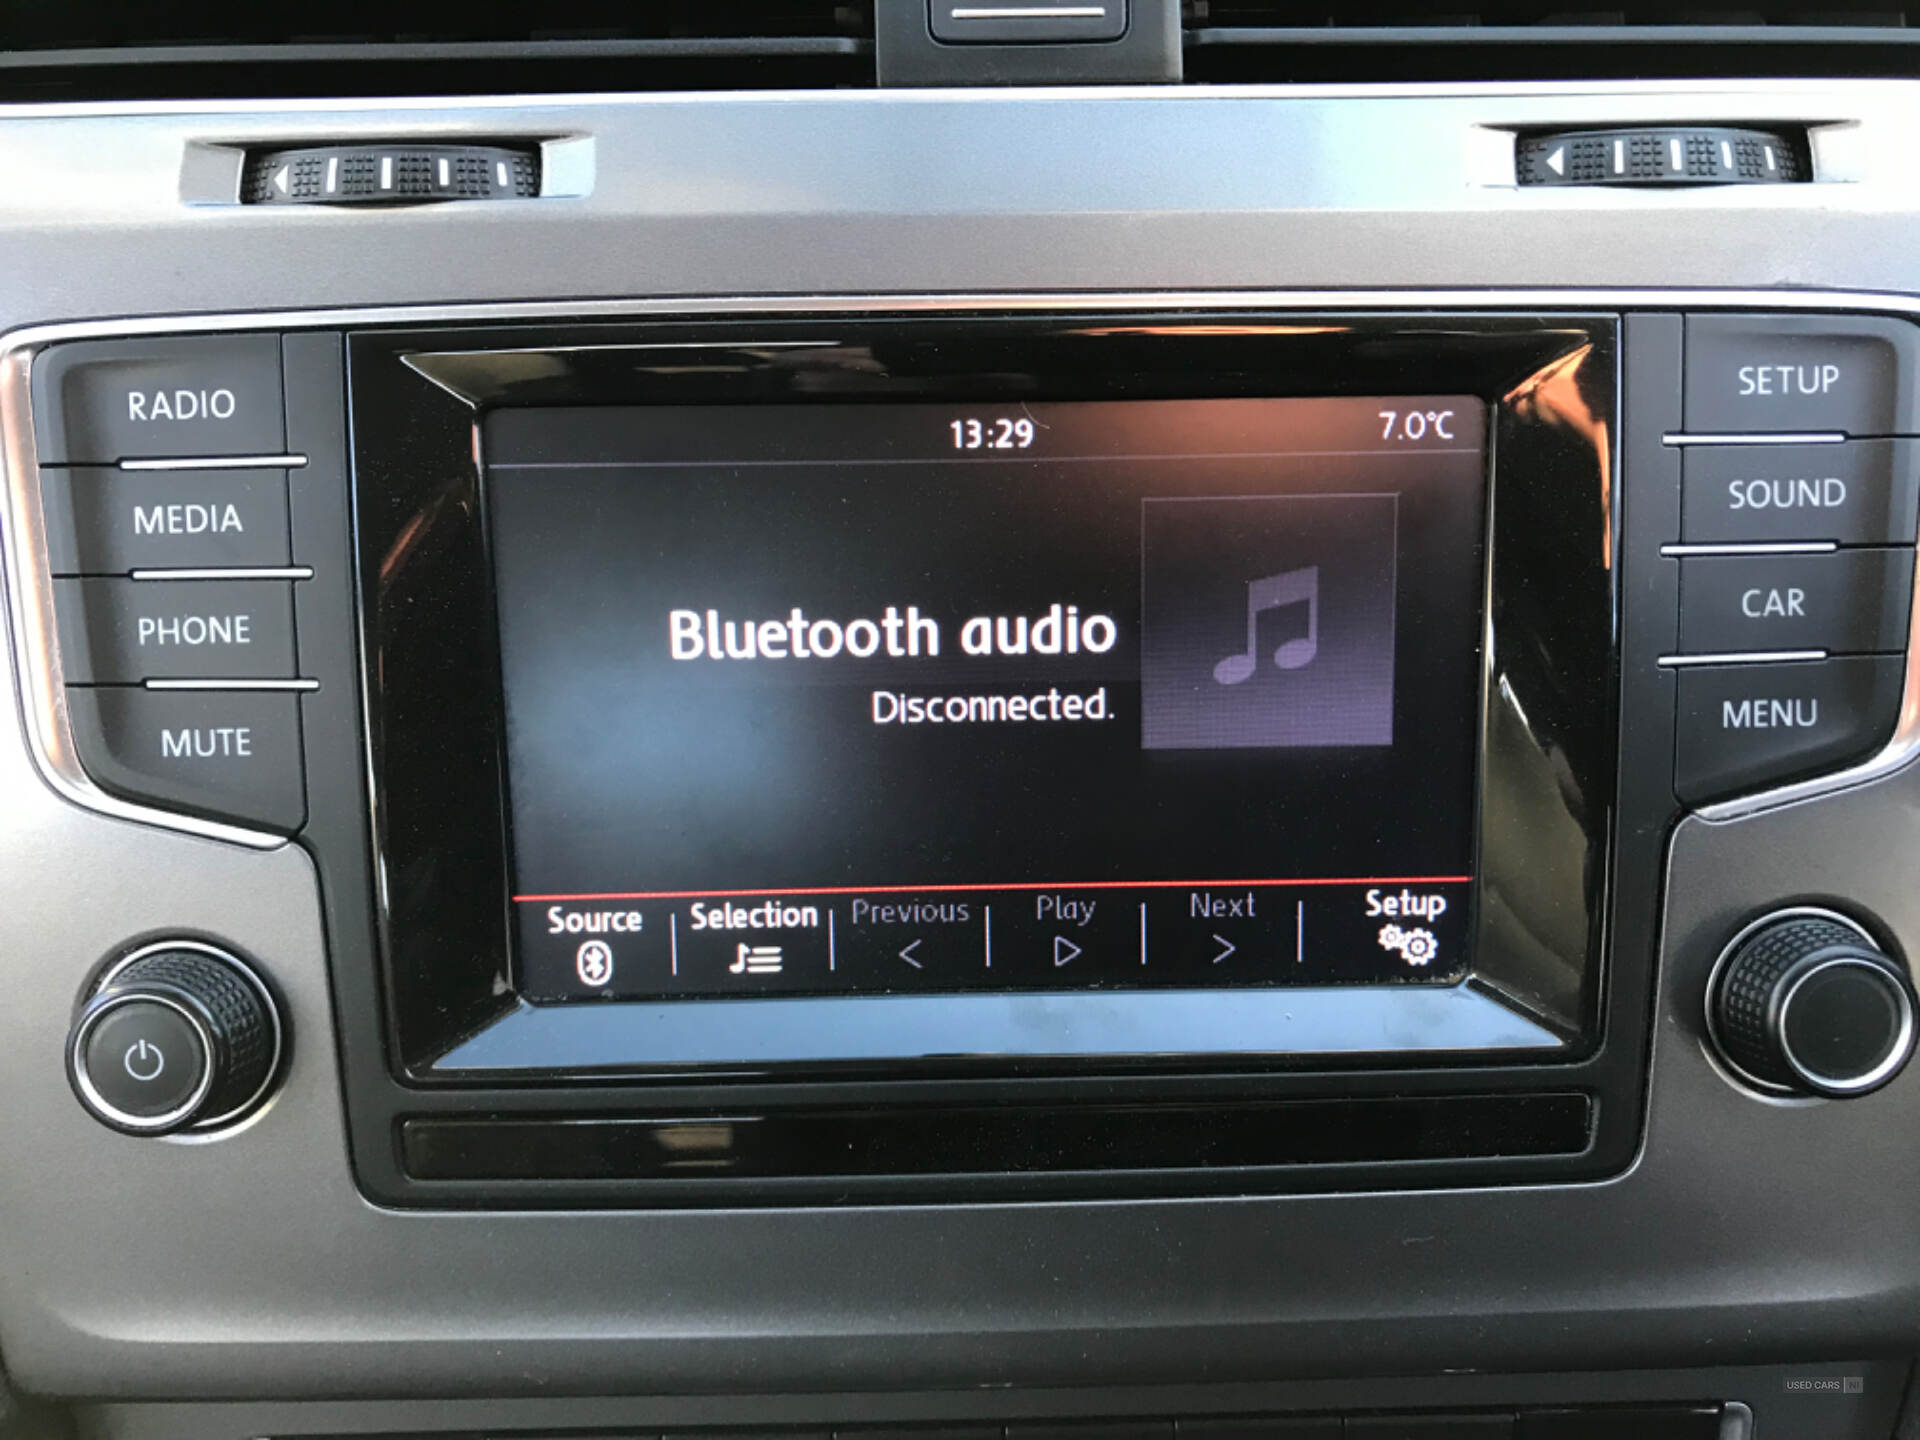 RADIO
MEDIA
PHONE
MUTE
13:29
7.0°C
Bluetooth audio
Disconnected.
Source
Selection
Previous
Play
Next
Setup
SETUP
SOUND
CAR
MENU
USED CARS NI